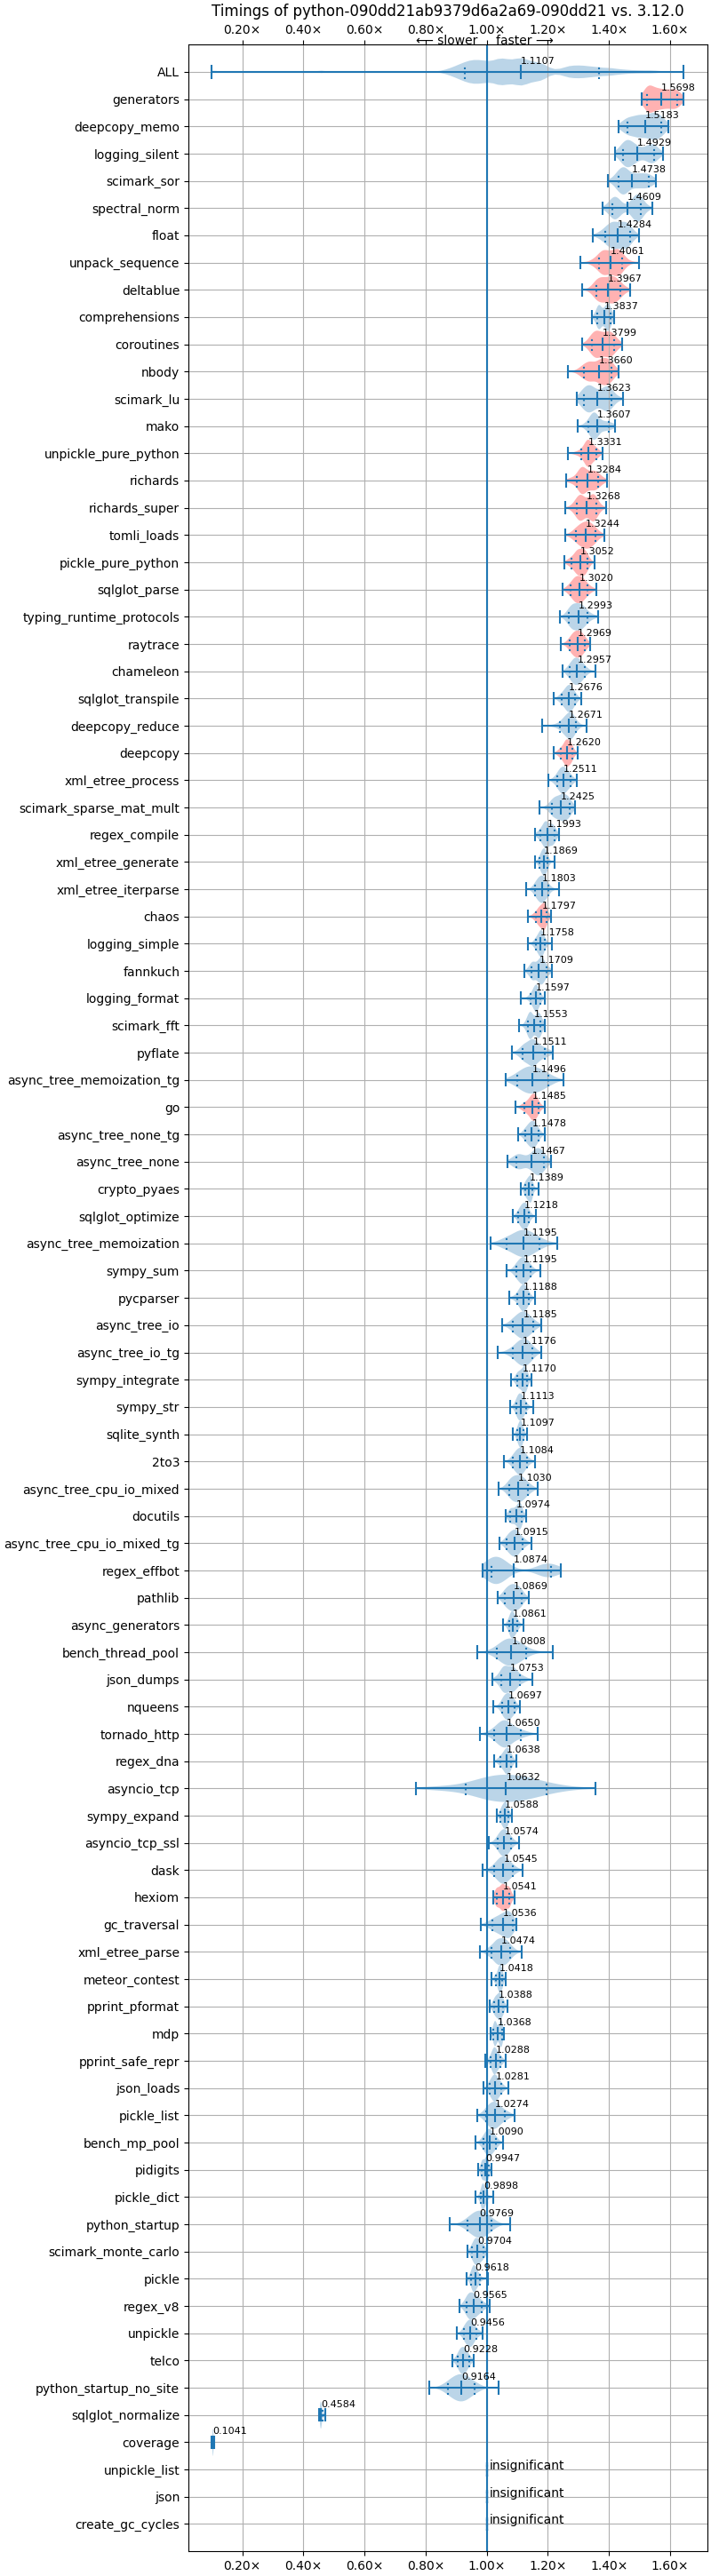 Timings of python-090dd21ab9379d6a2a69-090dd21 vs. 3.12.0
0.20× 0.40× 0.60× 0.80× 1.00× 1.20× 1.40× 1.60×
⟵ slower faster ⟶
ALL 1.1107
generators 1.5698
deepcopy_memo 1.5183
logging_silent 1.4929
scimark_sor 1.4738
spectral_norm 1.4609
float 1.4284
unpack_sequence 1.4061
deltablue 1.3967
comprehensions 1.3837
coroutines 1.3799
nbody 1.3660
scimark_lu 1.3623
mako 1.3607
unpickle_pure_python 1.3331
richards 1.3284
richards_super 1.3268
tomli_loads 1.3244
pickle_pure_python 1.3052
sqlglot_parse 1.3020
typing_runtime_protocols 1.2993
raytrace 1.2969
chameleon 1.2957
sqlglot_transpile 1.2676
deepcopy_reduce 1.2671
deepcopy 1.2620
xml_etree_process 1.2511
scimark_sparse_mat_mult 1.2425
regex_compile 1.1993
xml_etree_generate 1.1869
xml_etree_iterparse 1.1803
chaos 1.1797
logging_simple 1.1758
fannkuch 1.1709
logging_format 1.1597
scimark_fft 1.1553
pyflate 1.1511
async_tree_memoization_tg 1.1496
go 1.1485
async_tree_none_tg 1.1478
async_tree_none 1.1467
crypto_pyaes 1.1389
sqlglot_optimize 1.1218
async_tree_memoization 1.1195
sympy_sum 1.1195
pycparser 1.1188
async_tree_io 1.1185
async_tree_io_tg 1.1176
sympy_integrate 1.1170
sympy_str 1.1113
sqlite_synth 1.1097
2to3 1.1084
async_tree_cpu_io_mixed 1.1030
docutils 1.0974
async_tree_cpu_io_mixed_tg 1.0915
regex_effbot 1.0874
pathlib 1.0869
async_generators 1.0861
bench_thread_pool 1.0808
json_dumps 1.0753
nqueens 1.0697
tornado_http 1.0650
regex_dna 1.0638
asyncio_tcp 1.0632
sympy_expand 1.0588
asyncio_tcp_ssl 1.0574
dask 1.0545
hexiom 1.0541
gc_traversal 1.0536
xml_etree_parse 1.0474
meteor_contest 1.0418
pprint_pformat 1.0388
mdp 1.0368
pprint_safe_repr 1.0288
json_loads 1.0281
pickle_list 1.0274
bench_mp_pool 1.0090
pidigits 0.9947
pickle_dict 0.9898
python_startup 0.9769
scimark_monte_carlo 0.9704
pickle 0.9618
regex_v8 0.9565
unpickle 0.9456
telco 0.9228
python_startup_no_site 0.9164
sqlglot_normalize 0.4584
coverage 0.1041
unpickle_list insignificant
json insignificant
create_gc_cycles insignificant
0.20× 0.40× 0.60× 0.80× 1.00× 1.20× 1.40× 1.60×